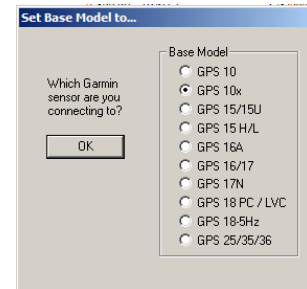 Set Base Model to...
Which Garmin
sensor are you
connecting to?
OK
Base Model
GPS 10
GPS 10x
GPS 15/15U
GPS 15 H/L
GPS 16A
GPS 16/17
GPS 17N
GPS 18 PC / LVC
GPS 18-5Hz
GPS 25/35/36